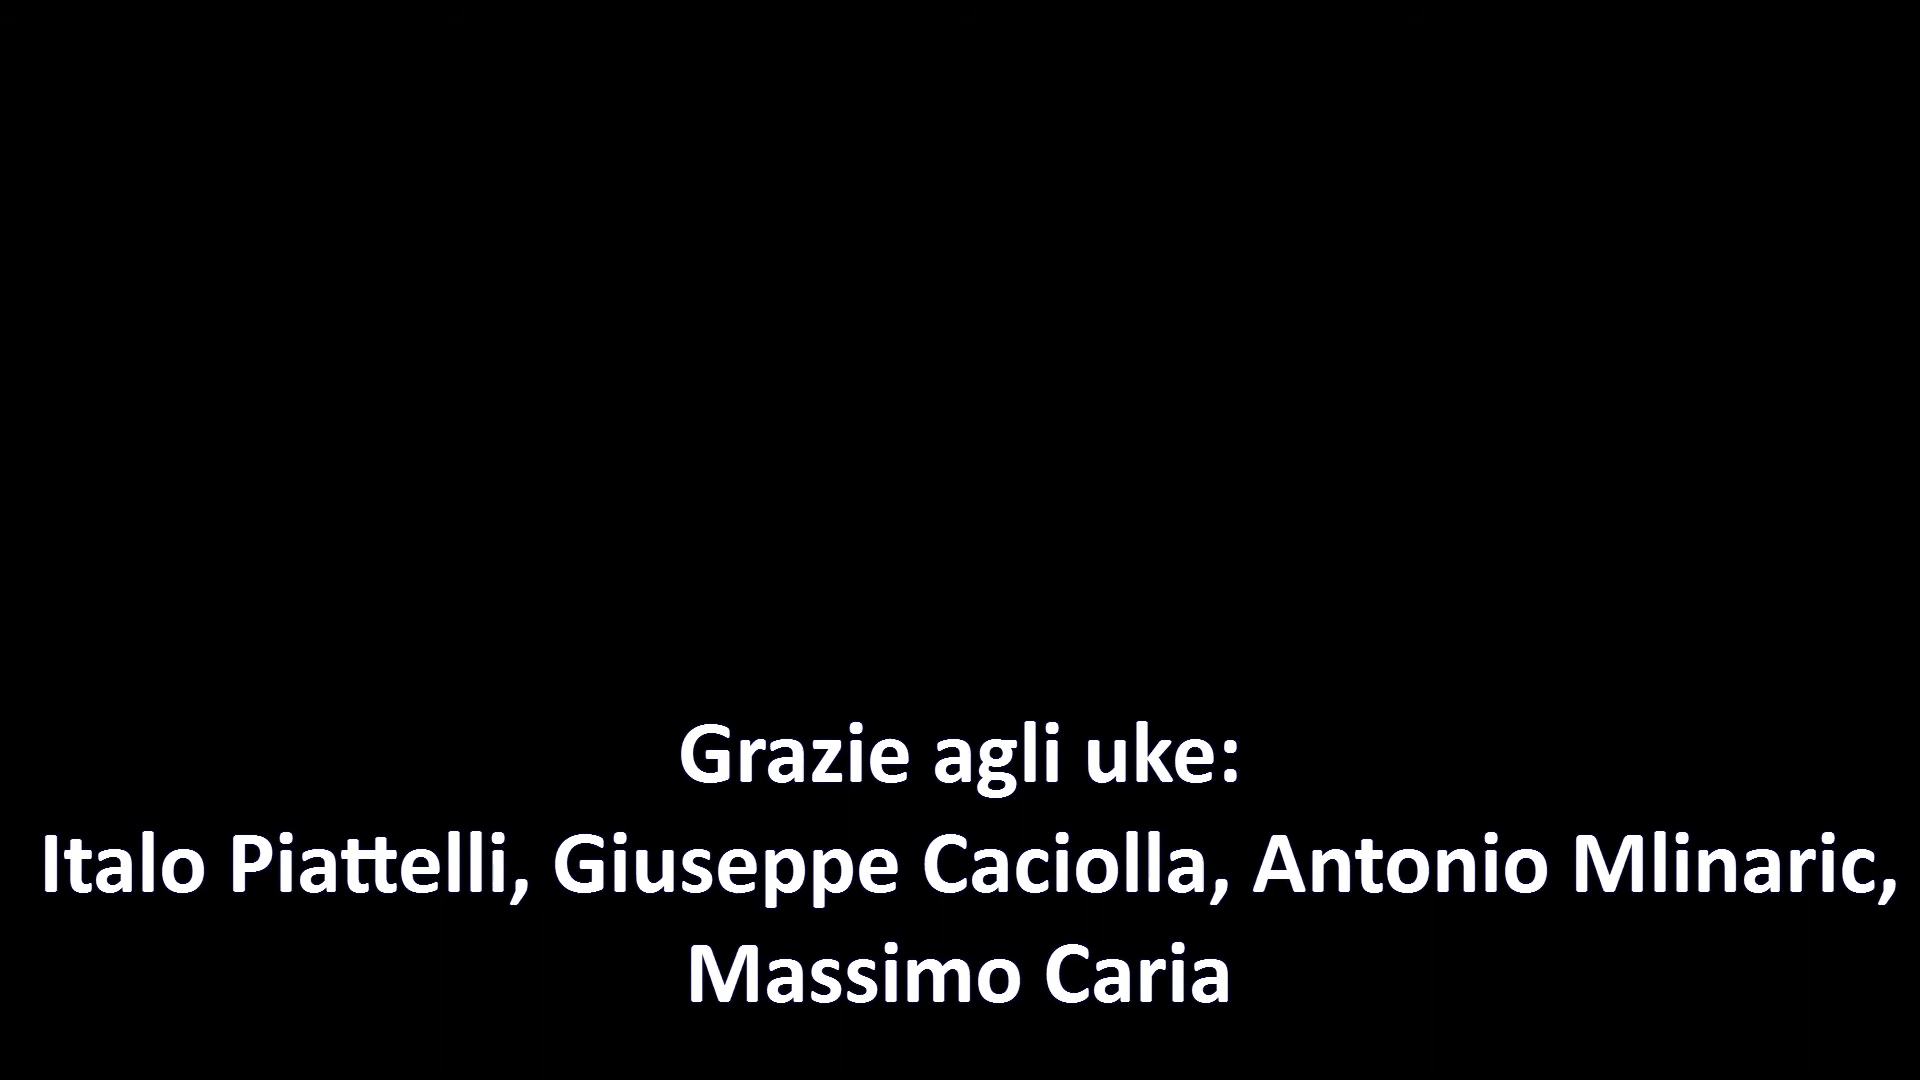 Grazie agli uke:
Italo Piattelli, Giuseppe Caciolla, Antonio Mlinaric,
Massimo Caria